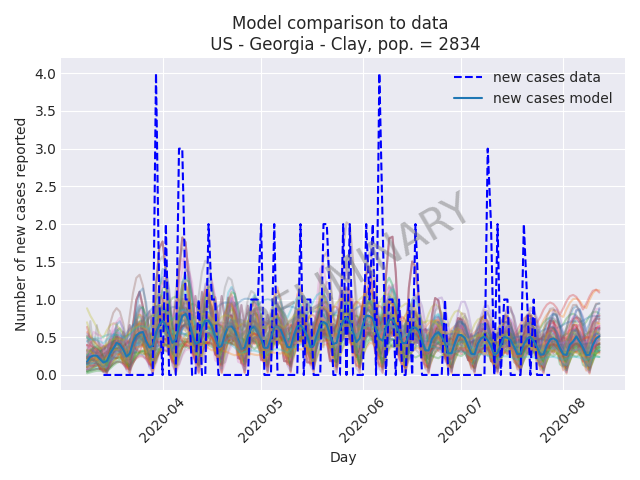 Model comparison to data
US - Georgia - Clay, pop. = 2834
new cases data
new cases model
Number of new cases reported
4.0
3.5
3.0
2.5
2.0
1.5
1.0
0.5
0.0
2020-04
2020-05
2020-06
2020-07
2020-08
Day